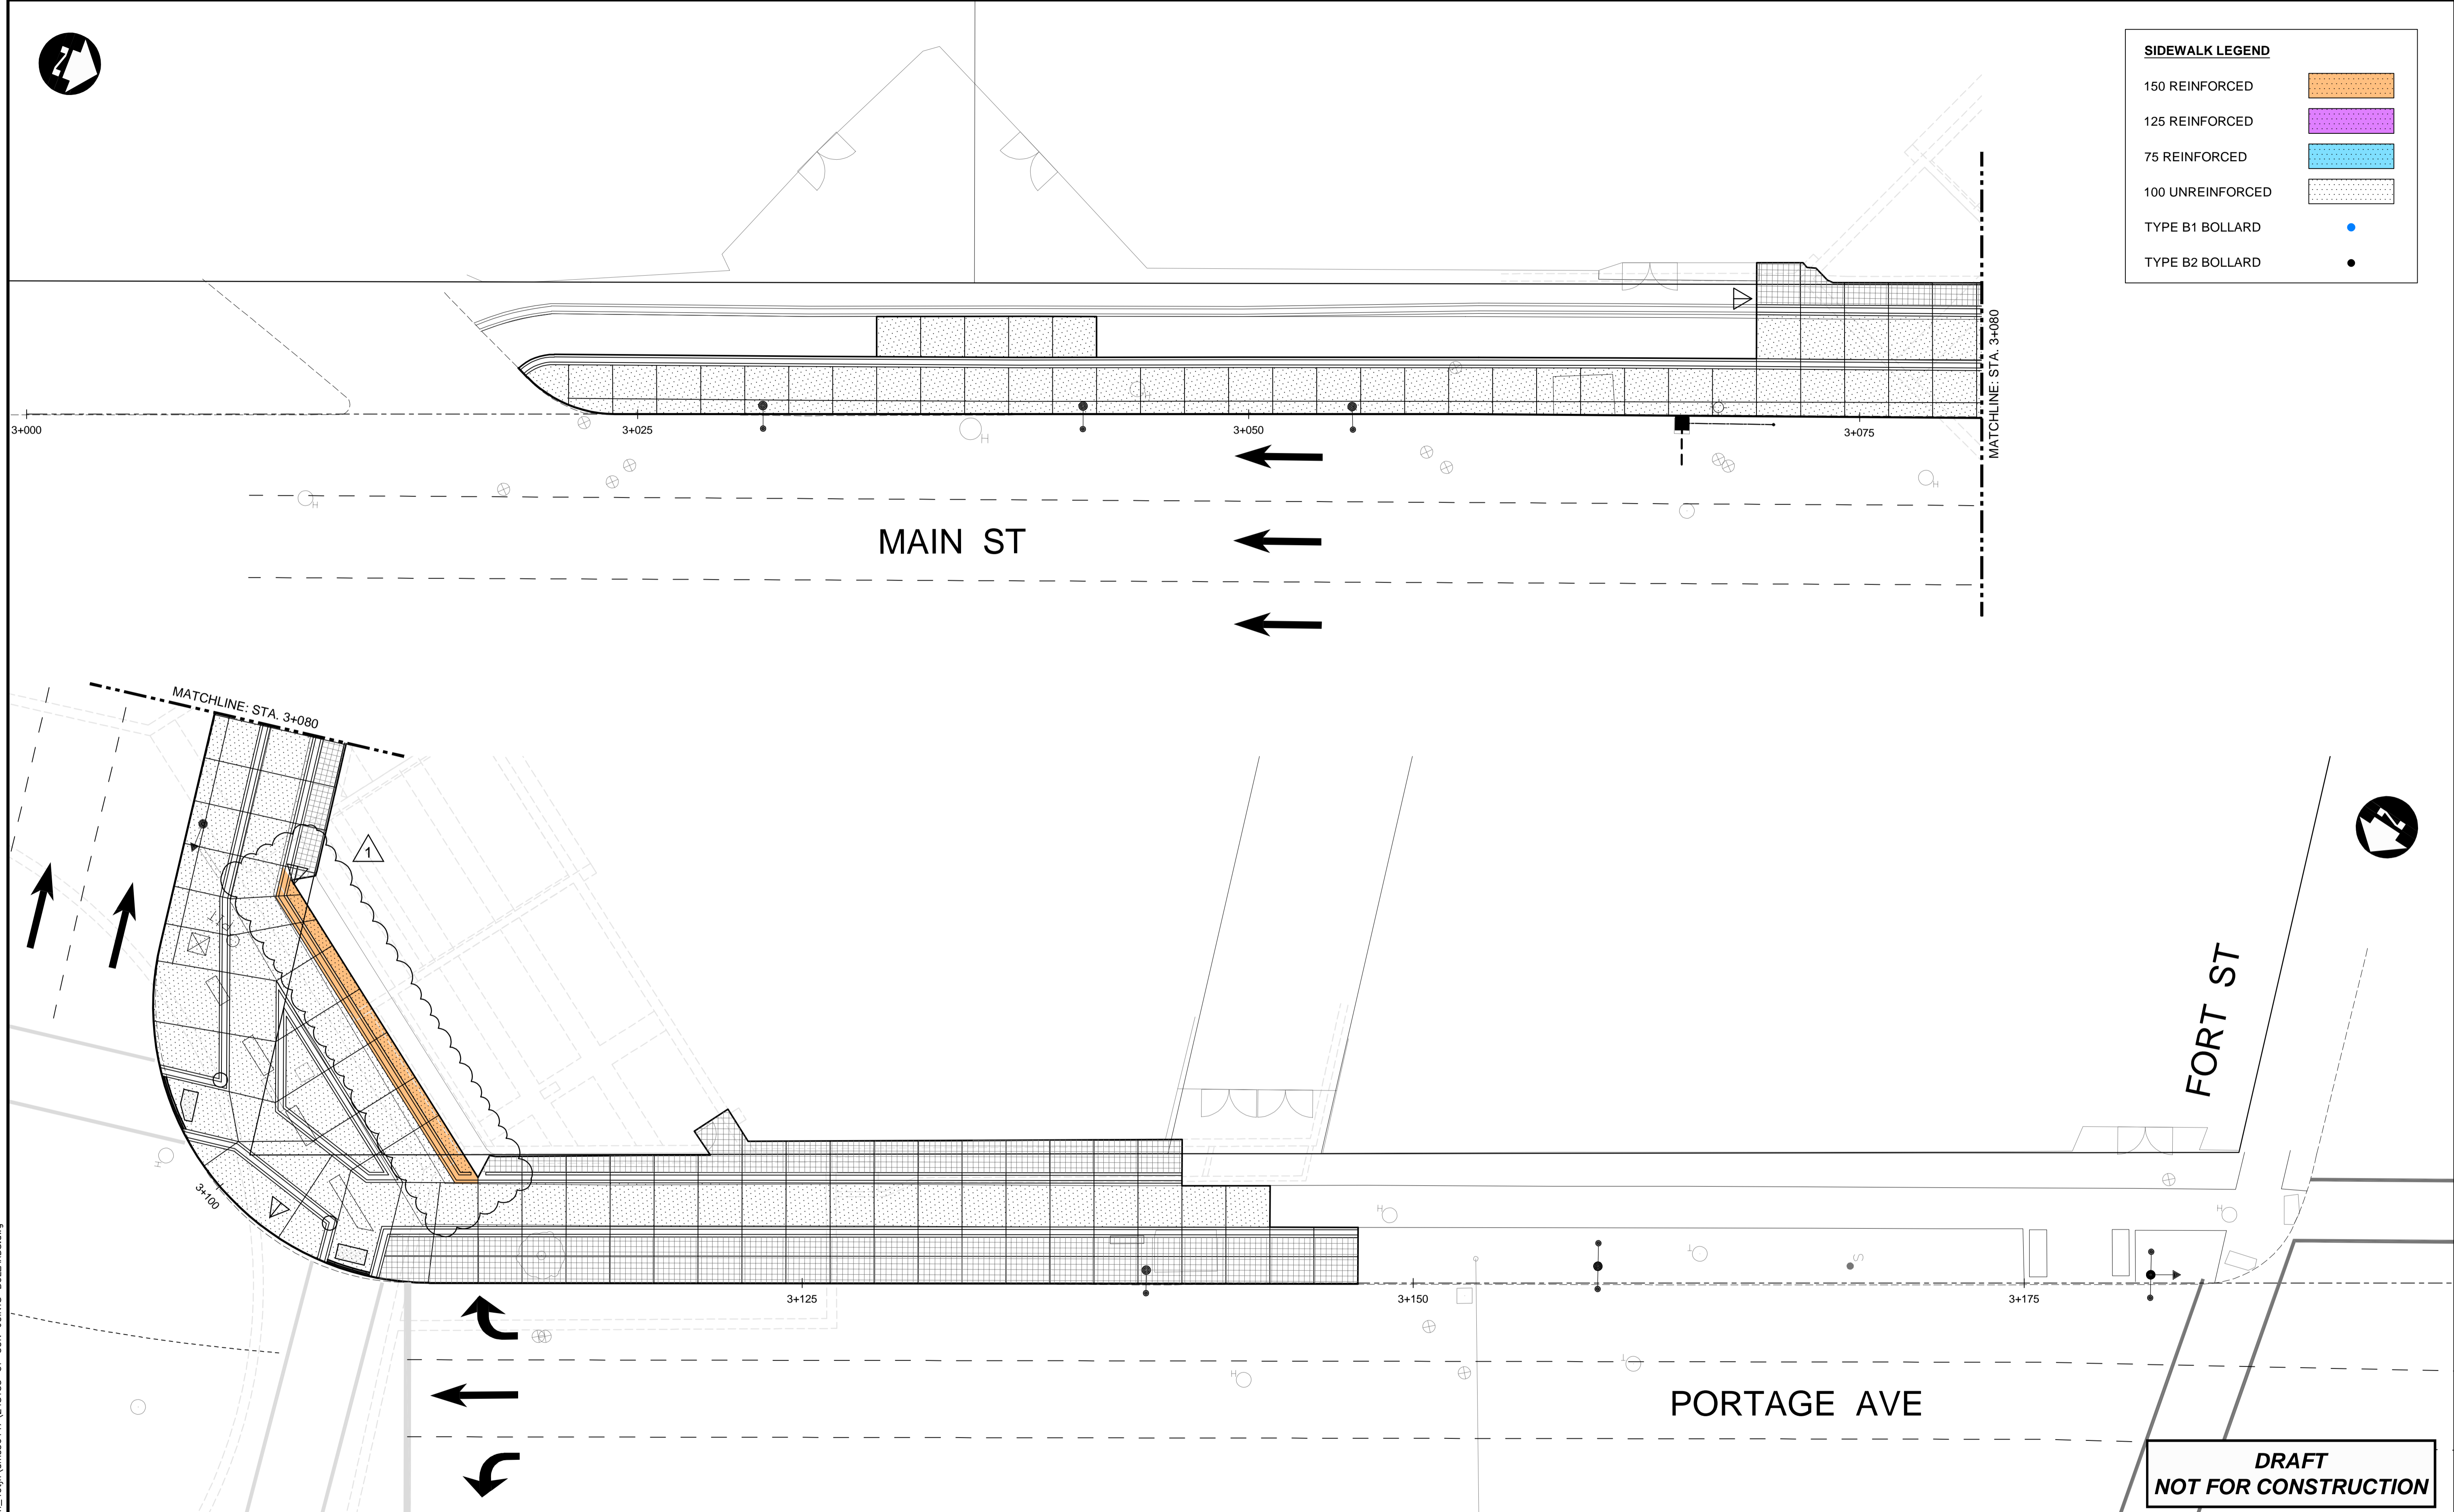 SIDEWALK LEGEND
150 REINFORCED
125 REINFORCED
75 REINFORCED
100 UNREINFORCED
TYPE B1 BOLLARD
TYPE B2 BOLLARD
3+000
3+025
3+050
3+075
MATCHLINE: STA. 3+080
H
H
H
H
MAIN ST
MATCHLINE: STA. 3+080
1
FORT ST
H
3+100
H
H
T
S
3+125
3+150
3+175
H
T
PORTAGE AVE
DRAFT
NOT FOR CONSTRUCTION